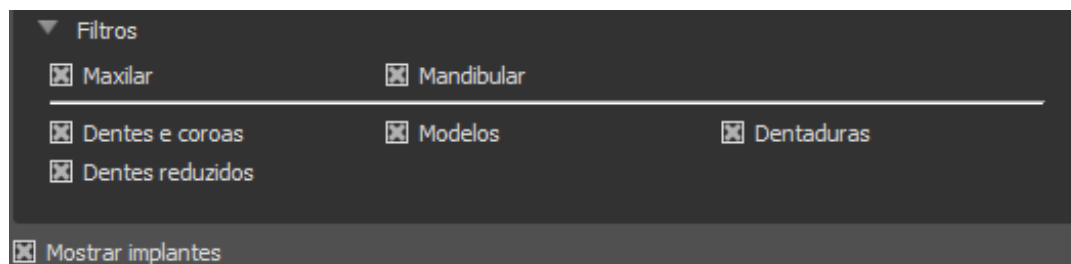 Filtros
Maxilar Mandibular
Dentes e coroas Modelos Dentaduras
Dentes reduzidos
Mostrar implantes